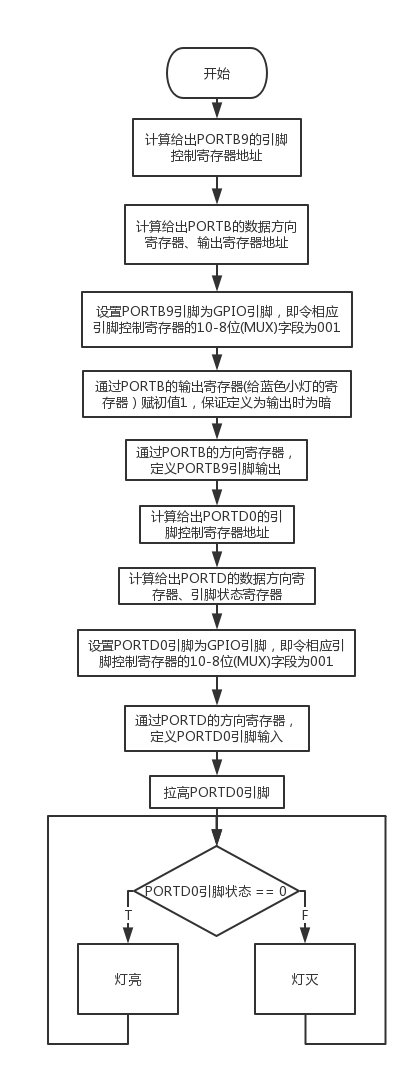 开始
计算给出PORTB9的引脚
控制寄存器地址
计算给出PORTB的数据方向
寄存器、输出寄存器地址
设置PORTB9引脚为GPIO引脚，即令相应
引脚控制寄存器的10-8位(MUX)字段为001
通过PORTB的输出寄存器(给蓝色小灯的寄
存器）赋初值1，保证定义为输出时为暗
通过PORTB的方向寄存器，
定义PORTB9引脚输出
计算给出PORTD0的引
脚控制寄存器地址
计算给出PORTD的数据方向寄
存器、引脚状态寄存器
设置PORTD0引脚为GPIO引脚，即令相应引
脚控制寄存器的10-8位(MUX)字段为001
通过PORTD的方向寄存器，
定义PORTD0引脚输入
拉高PORTD0引脚
PORTD0引脚状态 == 0
T
F
灯亮
灯灭